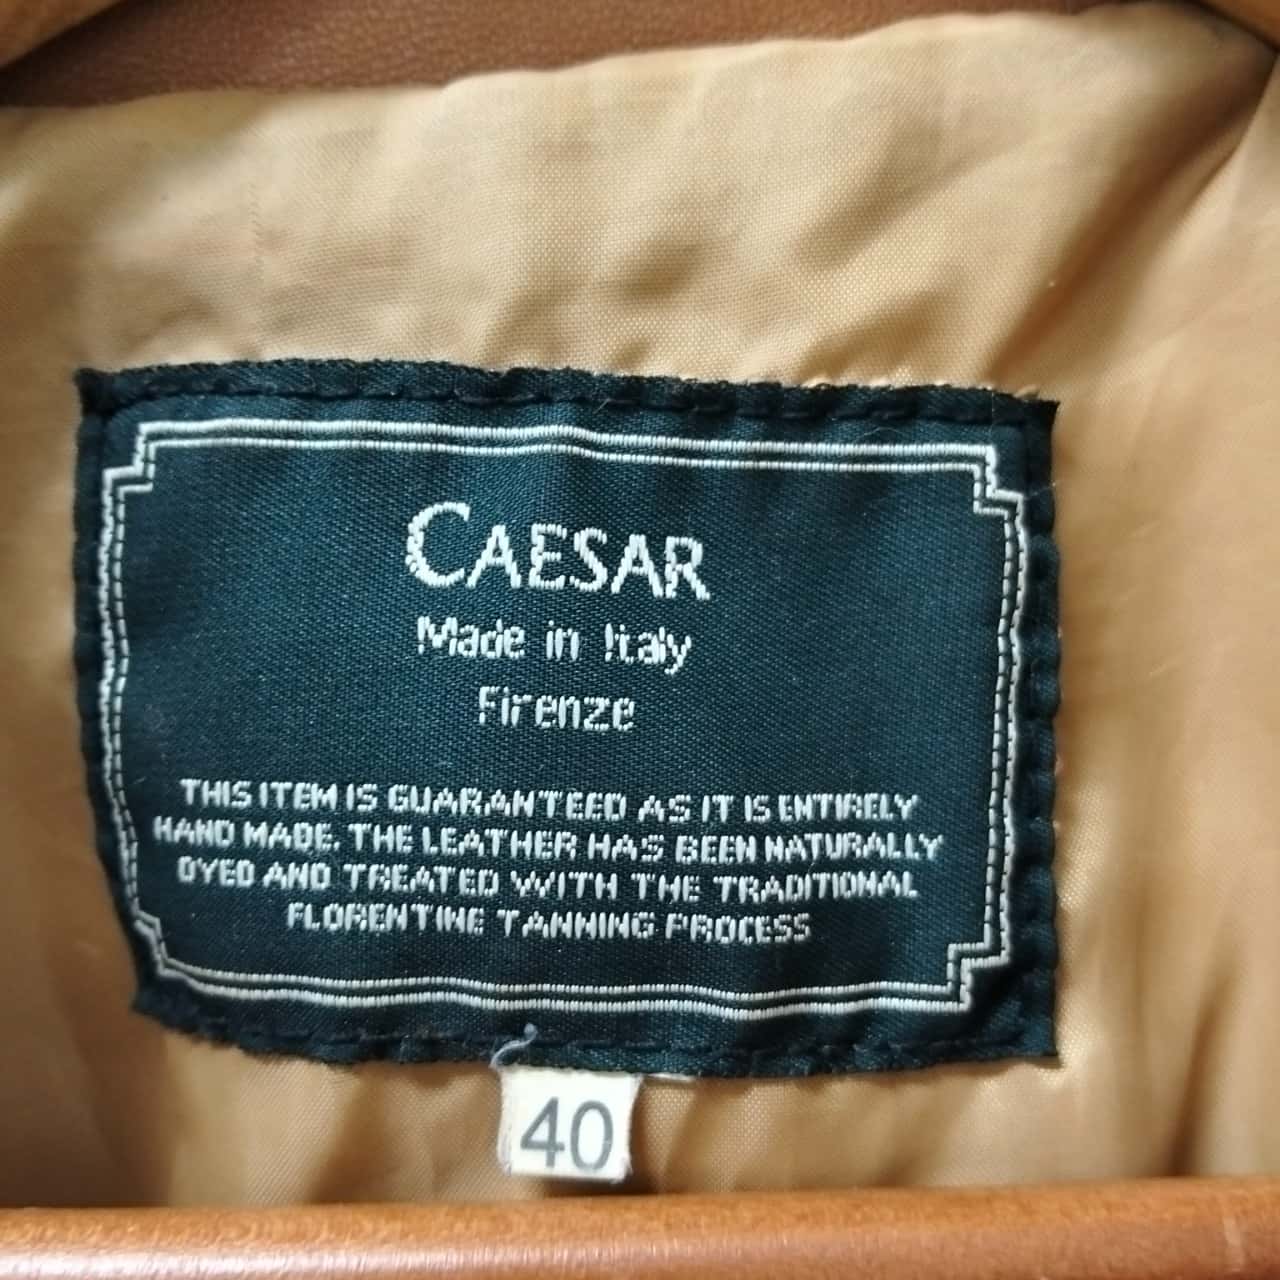 CAESAR
Made in Italy
Firenze
THIS ITEM IS GUARANTEED AS IT IS ENTIRELY
HAND MADE. THE LEATHER HAS BEEN NATURALLY
DYED AND TREATED WITH THE TRADITIONAL
FLORENTINE TANNING PROCESS
40